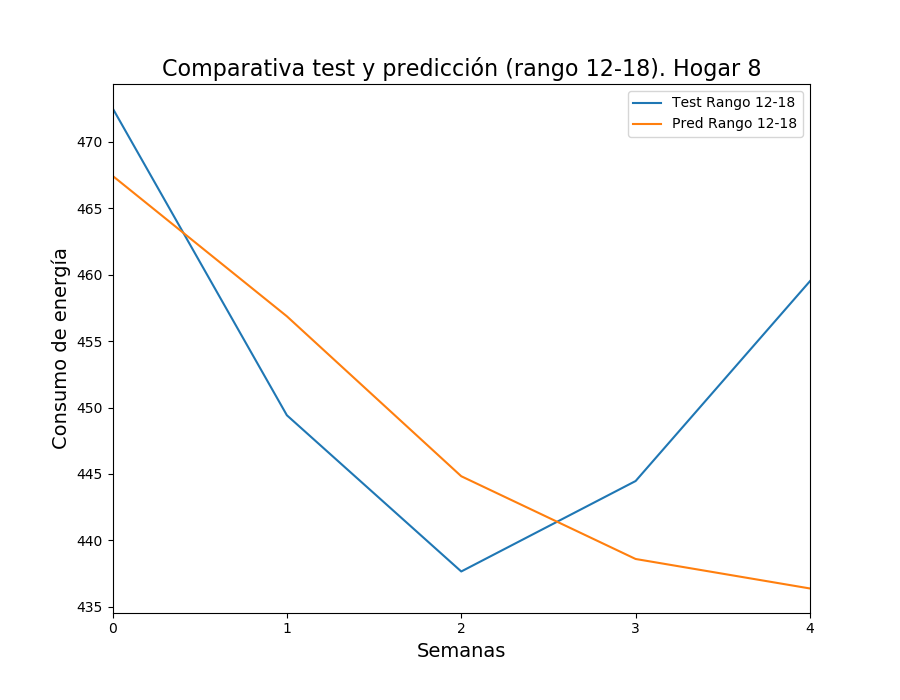 Comparativa test y predicción (rango 12-18). Hogar 8
Test Rango 12-18
Pred Rango 12-18
Consumo de energía
470
465
460
455
450
445
440
435
0 1 2 3 4
Semanas